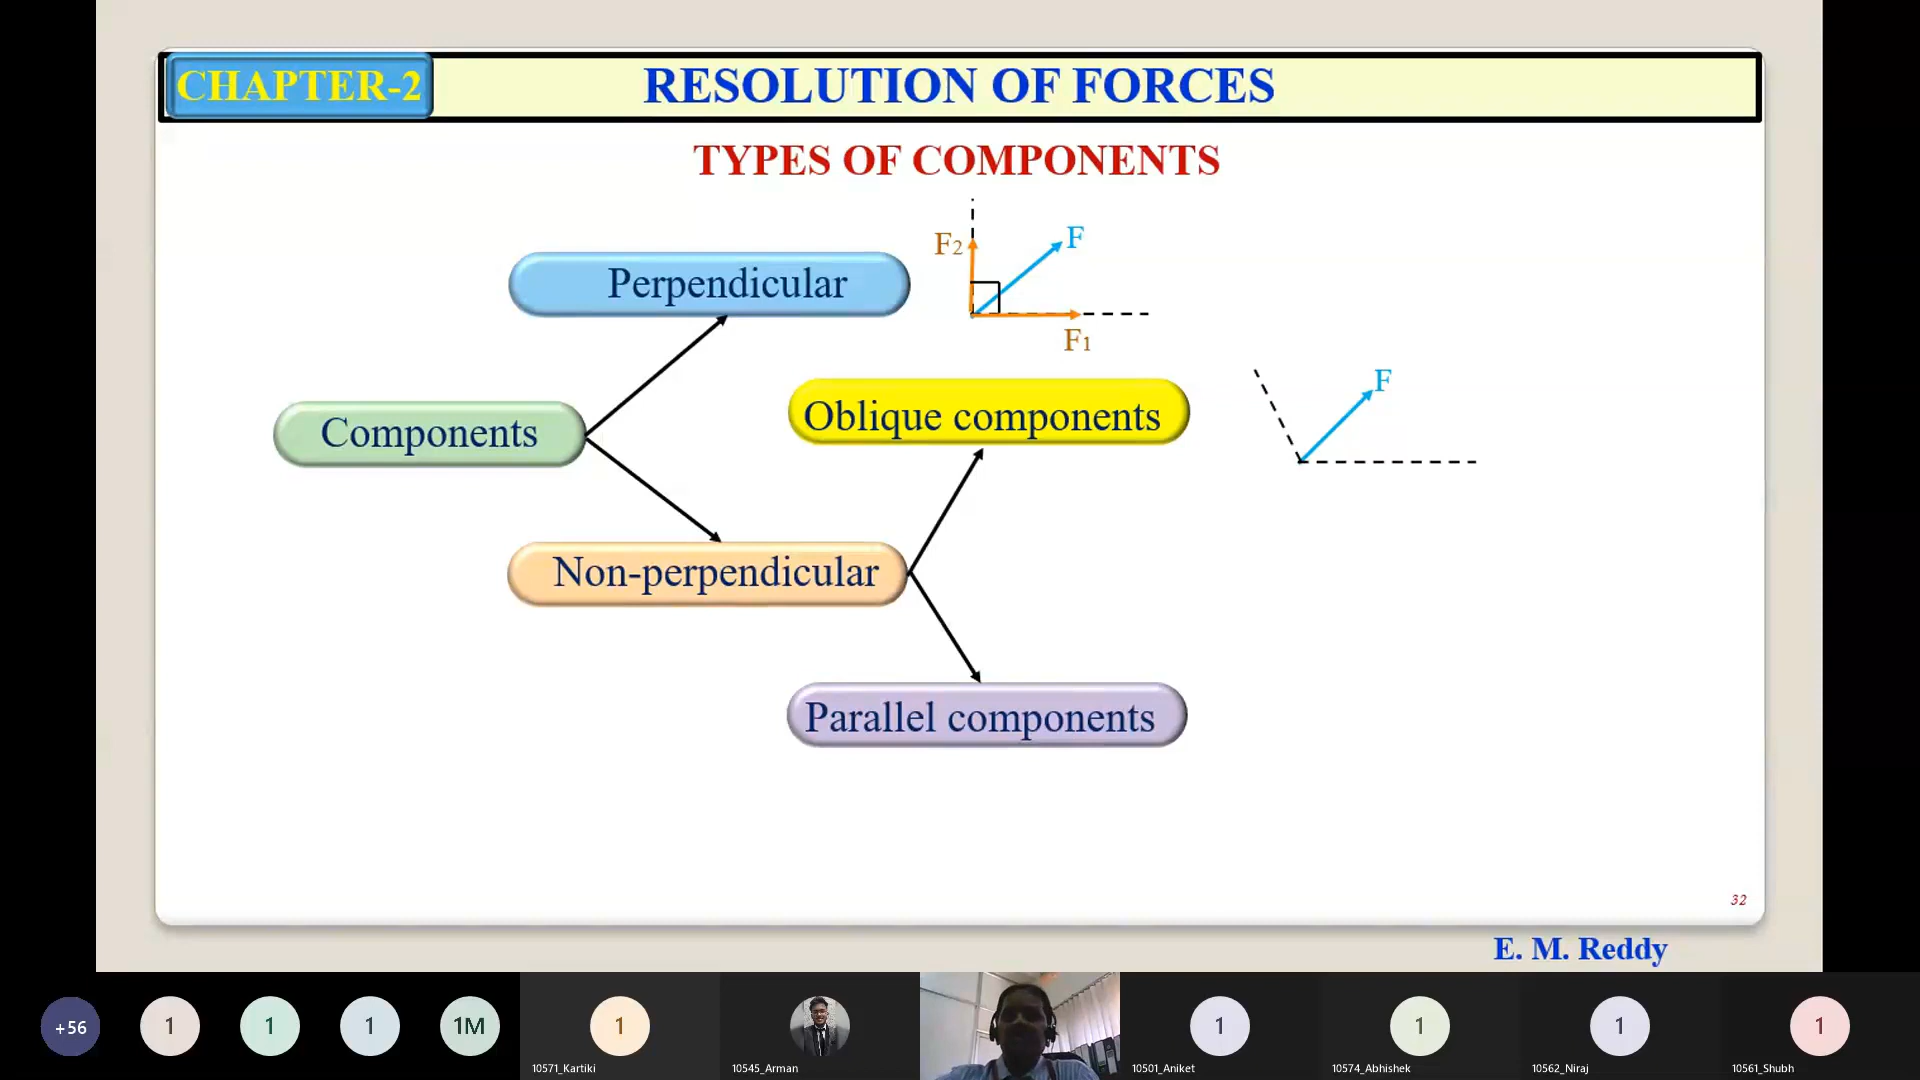 CHAPTER-2
RESOLUTION OF FORCES
TYPES OF COMPONENTS
F2
F
Perpendicular
F1
F
Oblique components
Components
Non-perpendicular
Parallel components
32
E. M. Reddy
+56
1
1
1
1M
1
1
1
1
1
10571_Kartiki
10545_Arman
10501_Aniket
10574_Abhishek
10562_Niraj
10561_Shubh